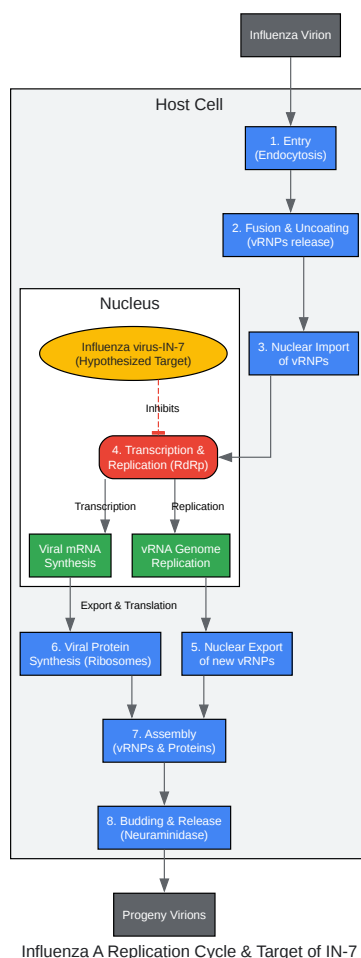 Influenza Virion
Host Cell
1. Entry
(Endocytosis)
2. Fusion & Uncoating
(vRNPs release)
Nucleus
Influenza virus-IN-7
(Hypothesized Target)
3. Nuclear Import
of vRNPs
Inhibits
4. Transcription &
Replication (RdRp)
Transcription
Replication
Viral mRNA
Synthesis
vRNA Genome
Replication
Export & Translation
6. Viral Protein
Synthesis (Ribosomes)
5. Nuclear Export
of new vRNPs
7. Assembly
(vRNPs & Proteins)
8. Budding & Release
(Neuraminidase)
Progeny Virions
Influenza A Replication Cycle & Target of IN-7